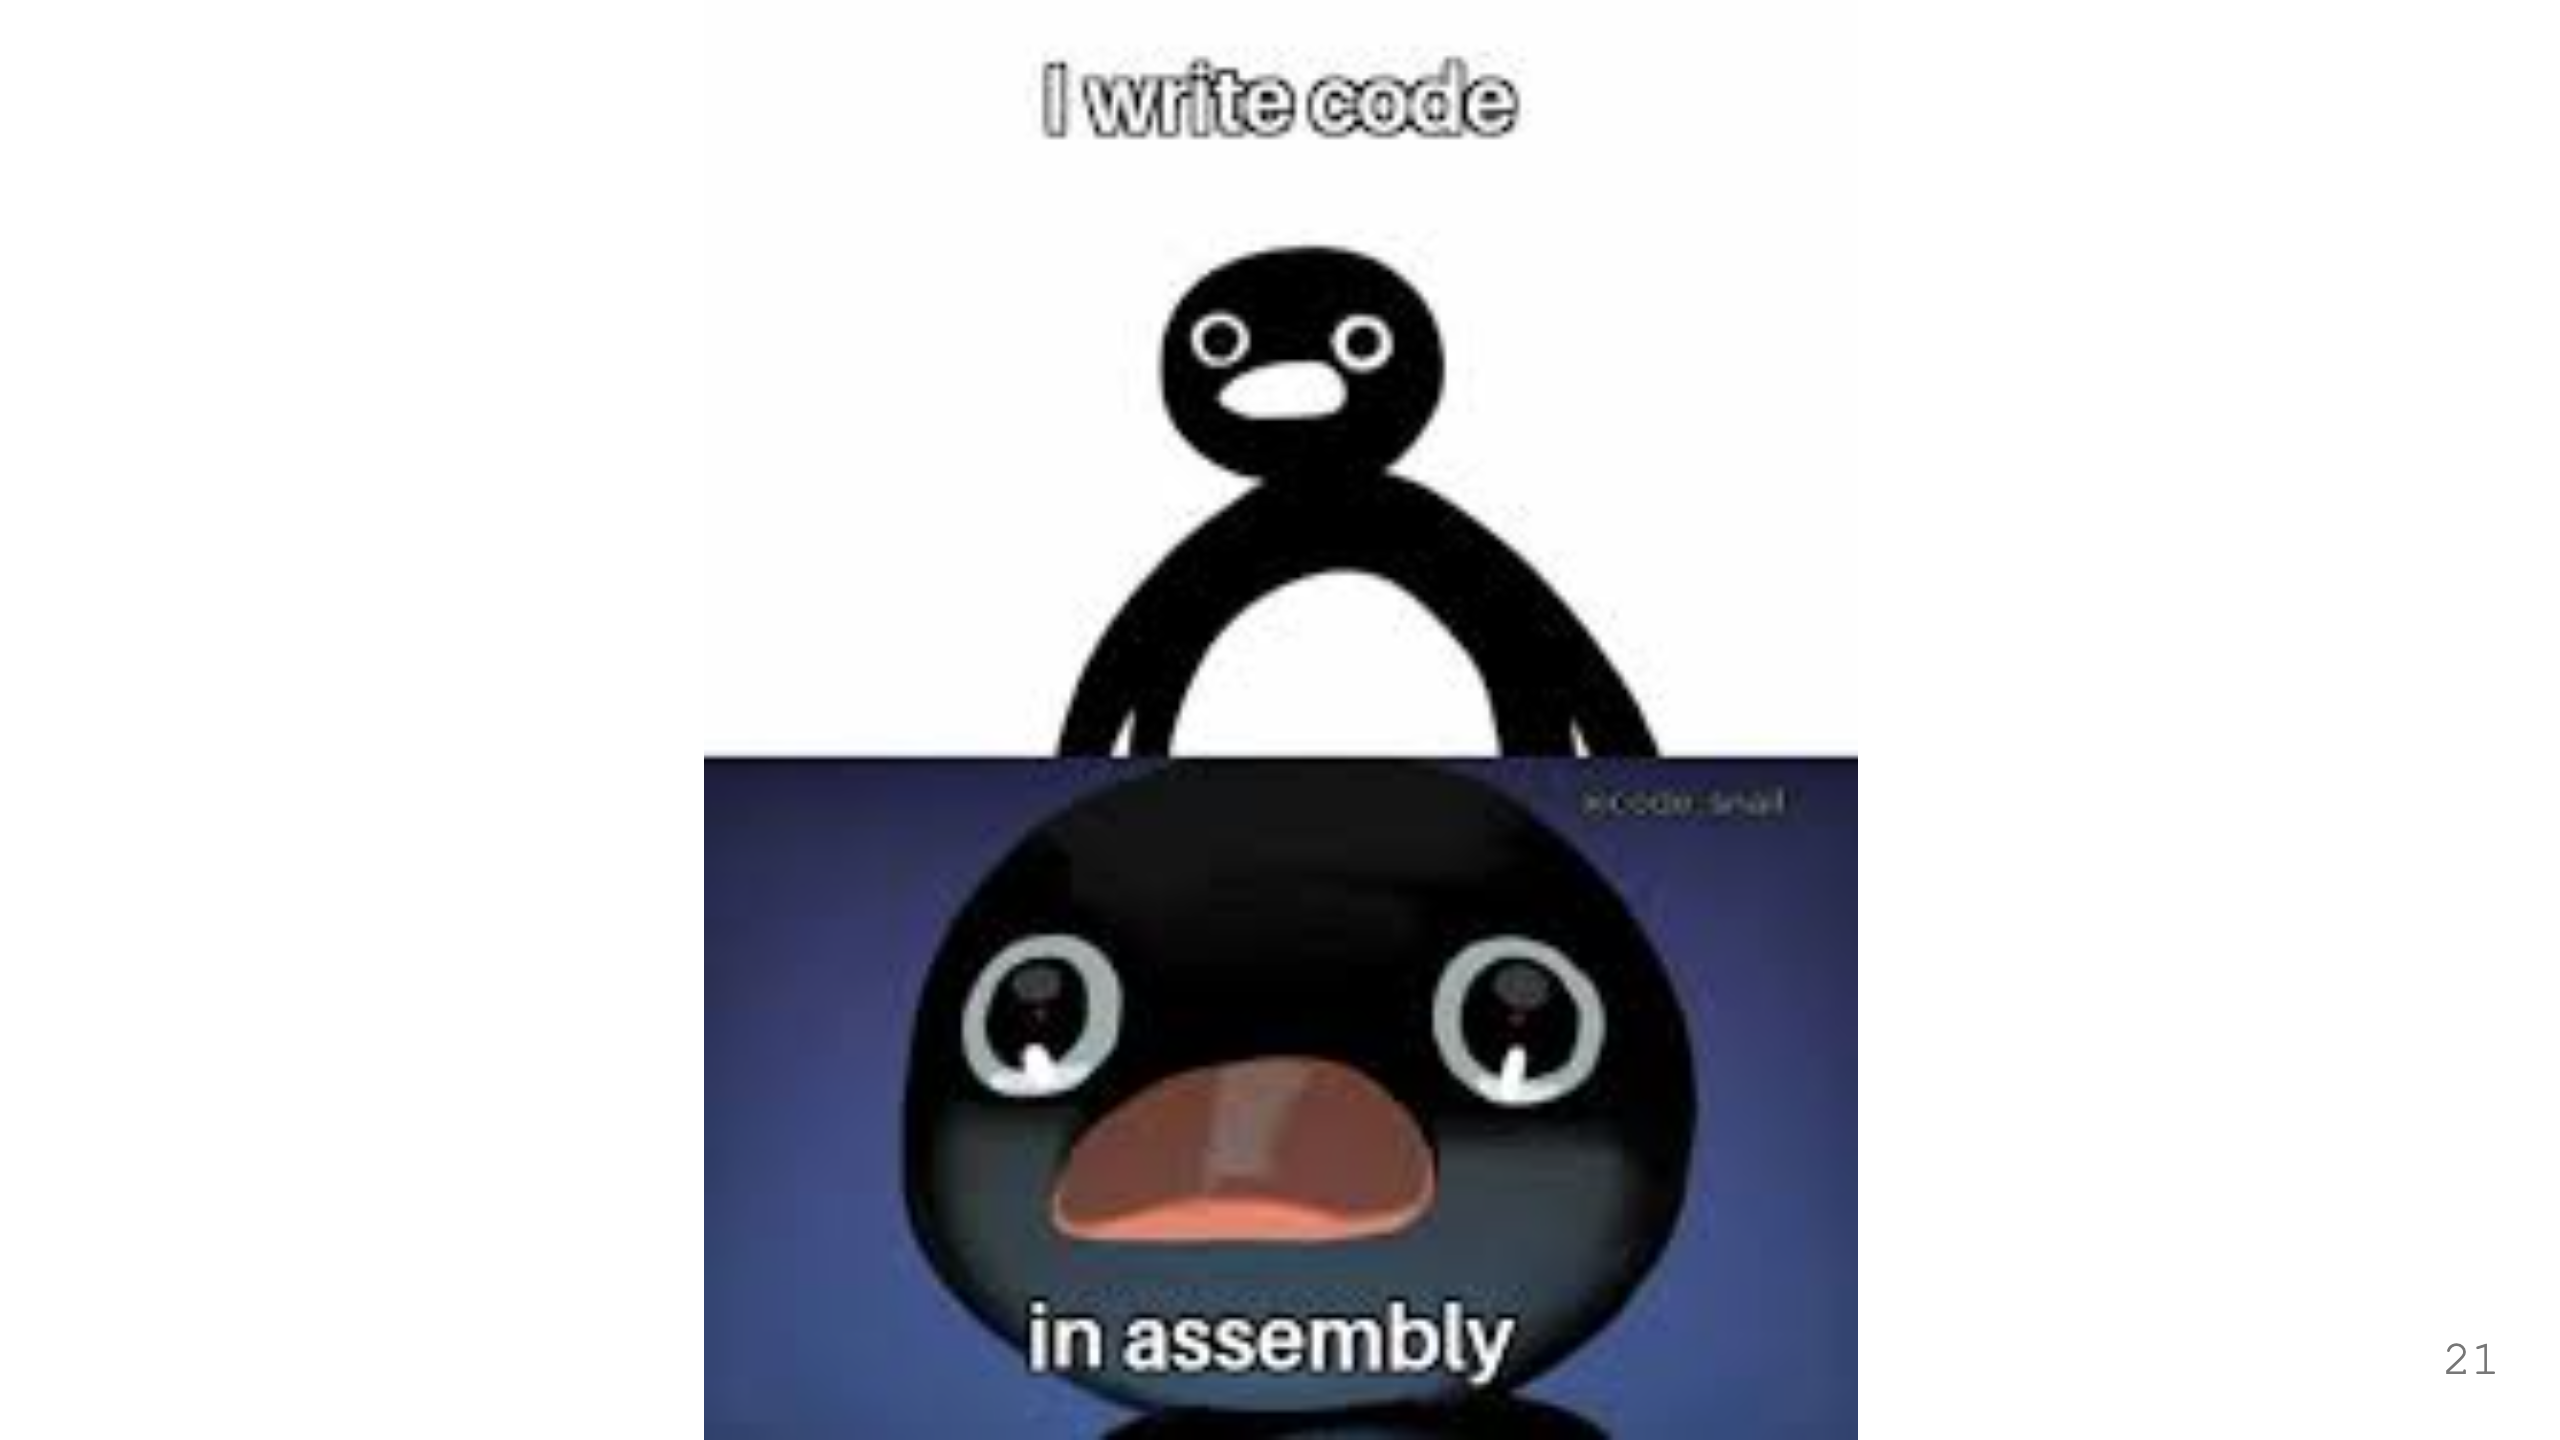 I write code
in assembly
21